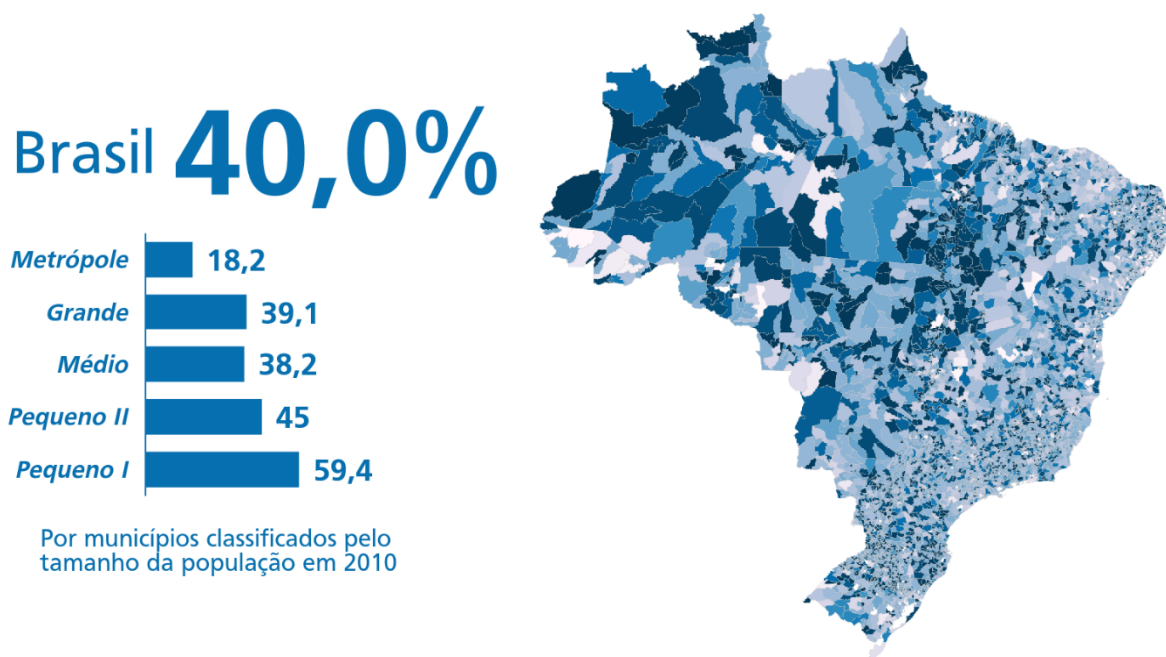 Brasil 40,0%
Metrópole 18,2
Grande 39,1
Médio 38,2
Pequeno II 45
Pequeno I 59,4
Por municípios classificados pelo
tamanho da população em 2010